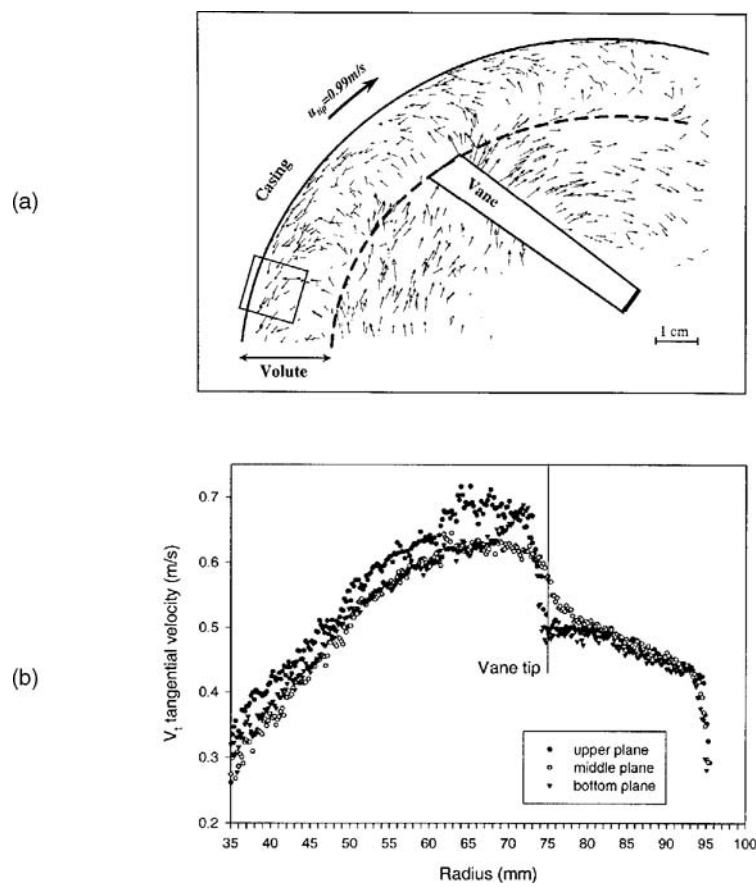 (a)
u_tip=0.99m/s
Casing
Vane
1 cm
Volute
(b)
V_t tangential velocity (m/s)
0.7
0.6
0.5
0.4
0.3
0.2
Vane tip
upper plane
middle plane
bottom plane
35 40 45 50 55 60 65 70 75 80 85 90 95 100
Radius (mm)